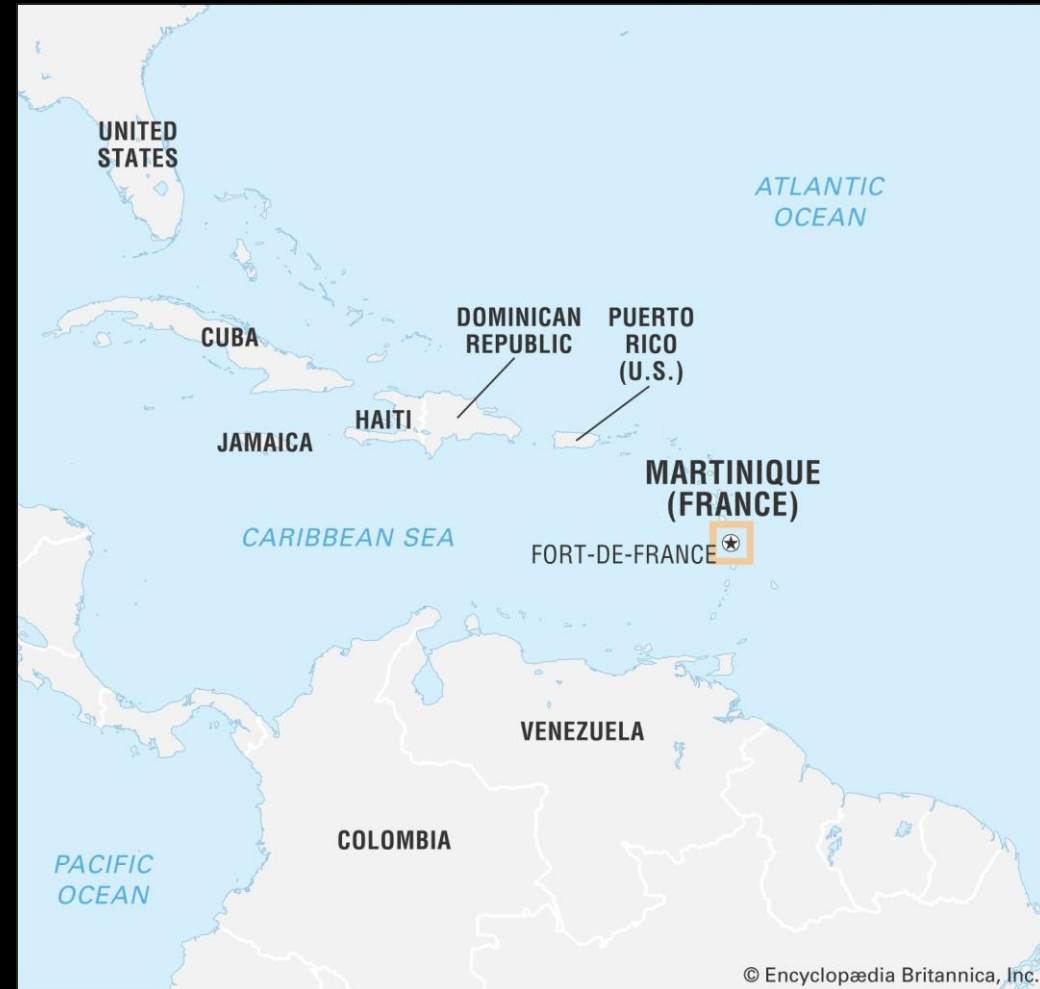 UNITED
STATES
ATLANTIC
OCEAN
CUBA
DOMINICAN
REPUBLIC
PUERTO
RICO
(U.S.)
HAITI
JAMAICA
MARTINIQUE
(FRANCE)
CARIBBEAN SEA
FORT-DE-FRANCE
VENEZUELA
COLOMBIA
PACIFIC
OCEAN
© Encyclopædia Britannica, Inc.